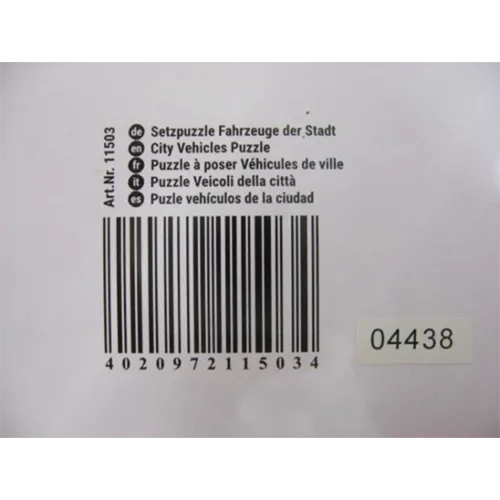 Art.Nr. 11503
de Setzpuzzle Fahrzeuge der Stadt
en City Vehicles Puzzle
fr Puzzle à poser Véhicules de ville
it Puzzle Veicoli della città
es Puzle vehículos de la ciudad
4020972115034
04438